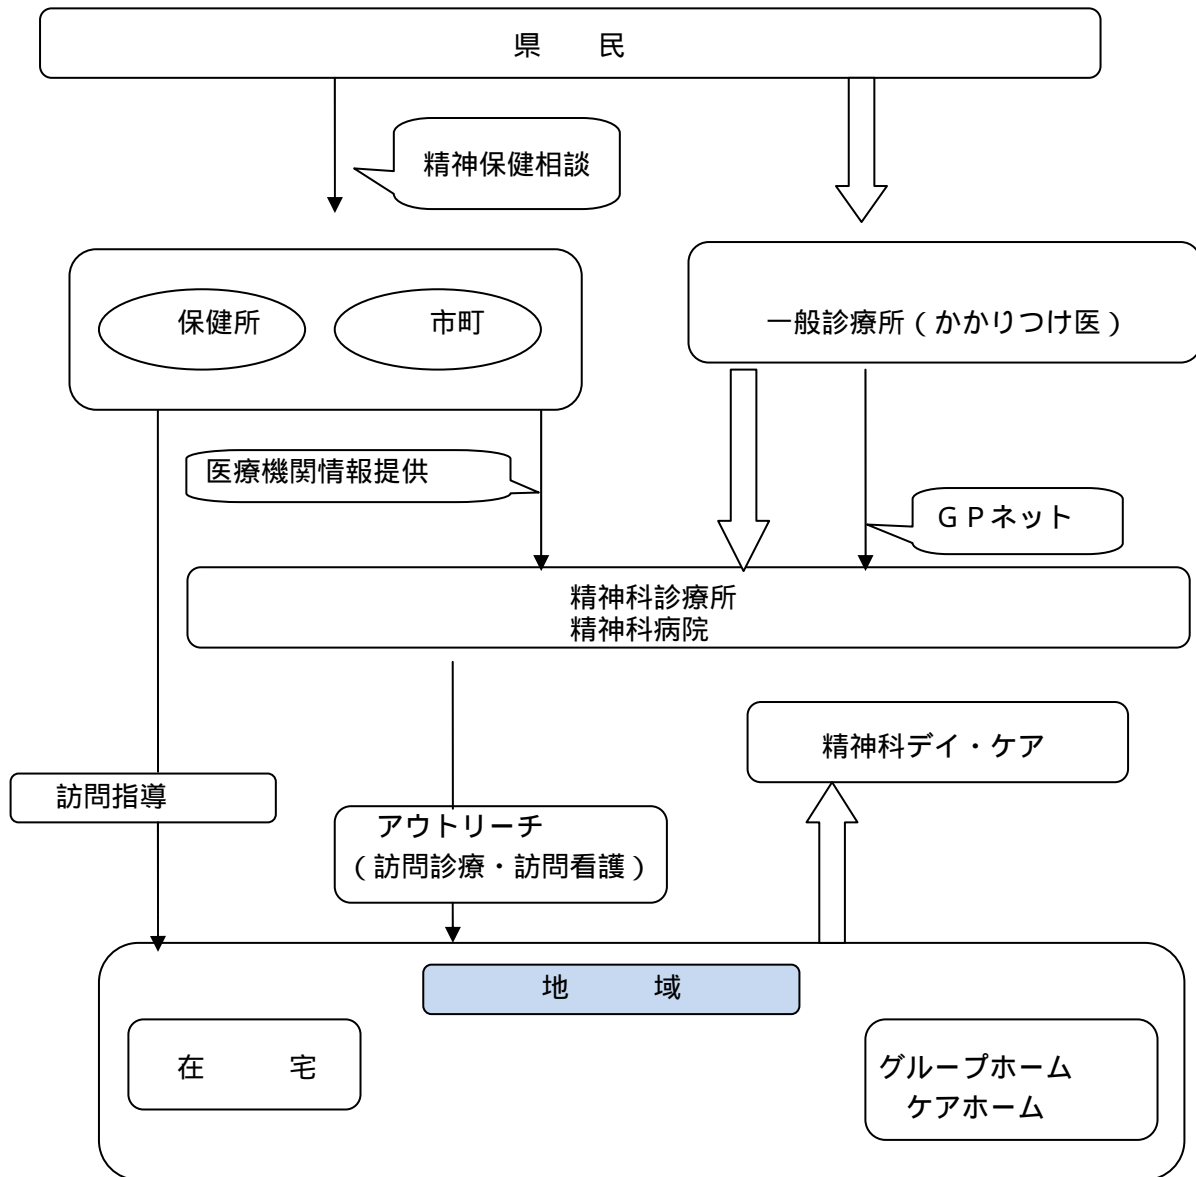 県　　民
精神保健相談
保健所
市町
一般診療所（かかりつけ医）
医療機関情報提供
ＧＰネット
精神科診療所
精神科病院
精神科デイ・ケア
訪問指導
アウトリーチ
（訪問診療・訪問看護）
地　　　域
在　　　宅
グループホーム
ケアホーム